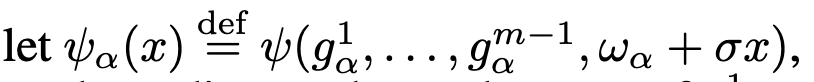 let ψ_α(x) ≝ ψ(g_α^1, …, g_α^{m−1}, ω_α + σx),